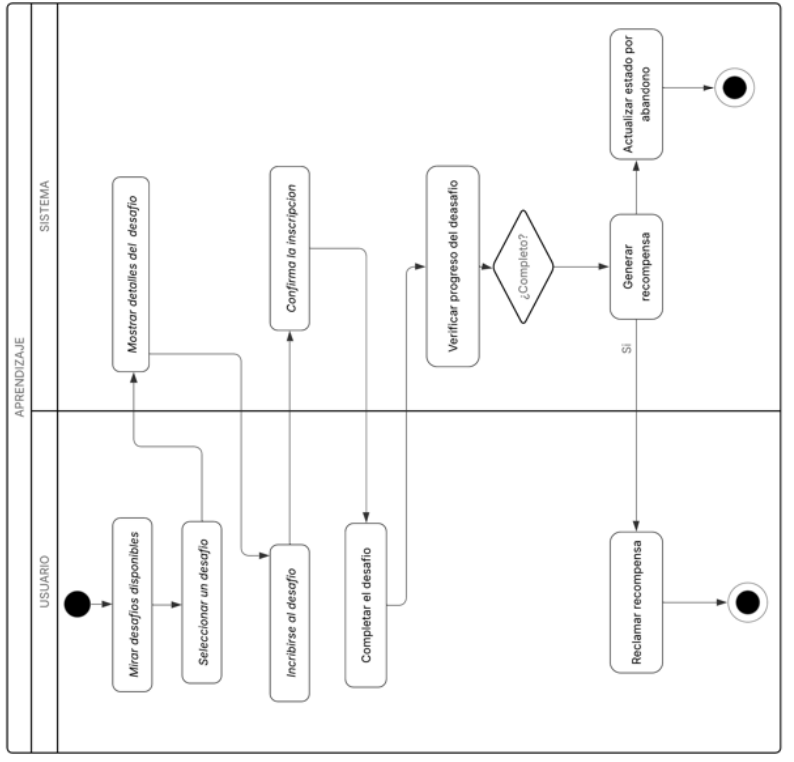 APRENDIZAJE
USUARIO
SISTEMA
Mirar desafios disponibles
Seleccionar un desafio
Mostrar detalles del desafio
Incribirse al desafio
Confirma la inscripcion
Completar el desafio
Verificar progreso del deasafio
¿Completo?
Generar
recompensa
Si
Reclamar recompensa
Actualizar estado por
abandono